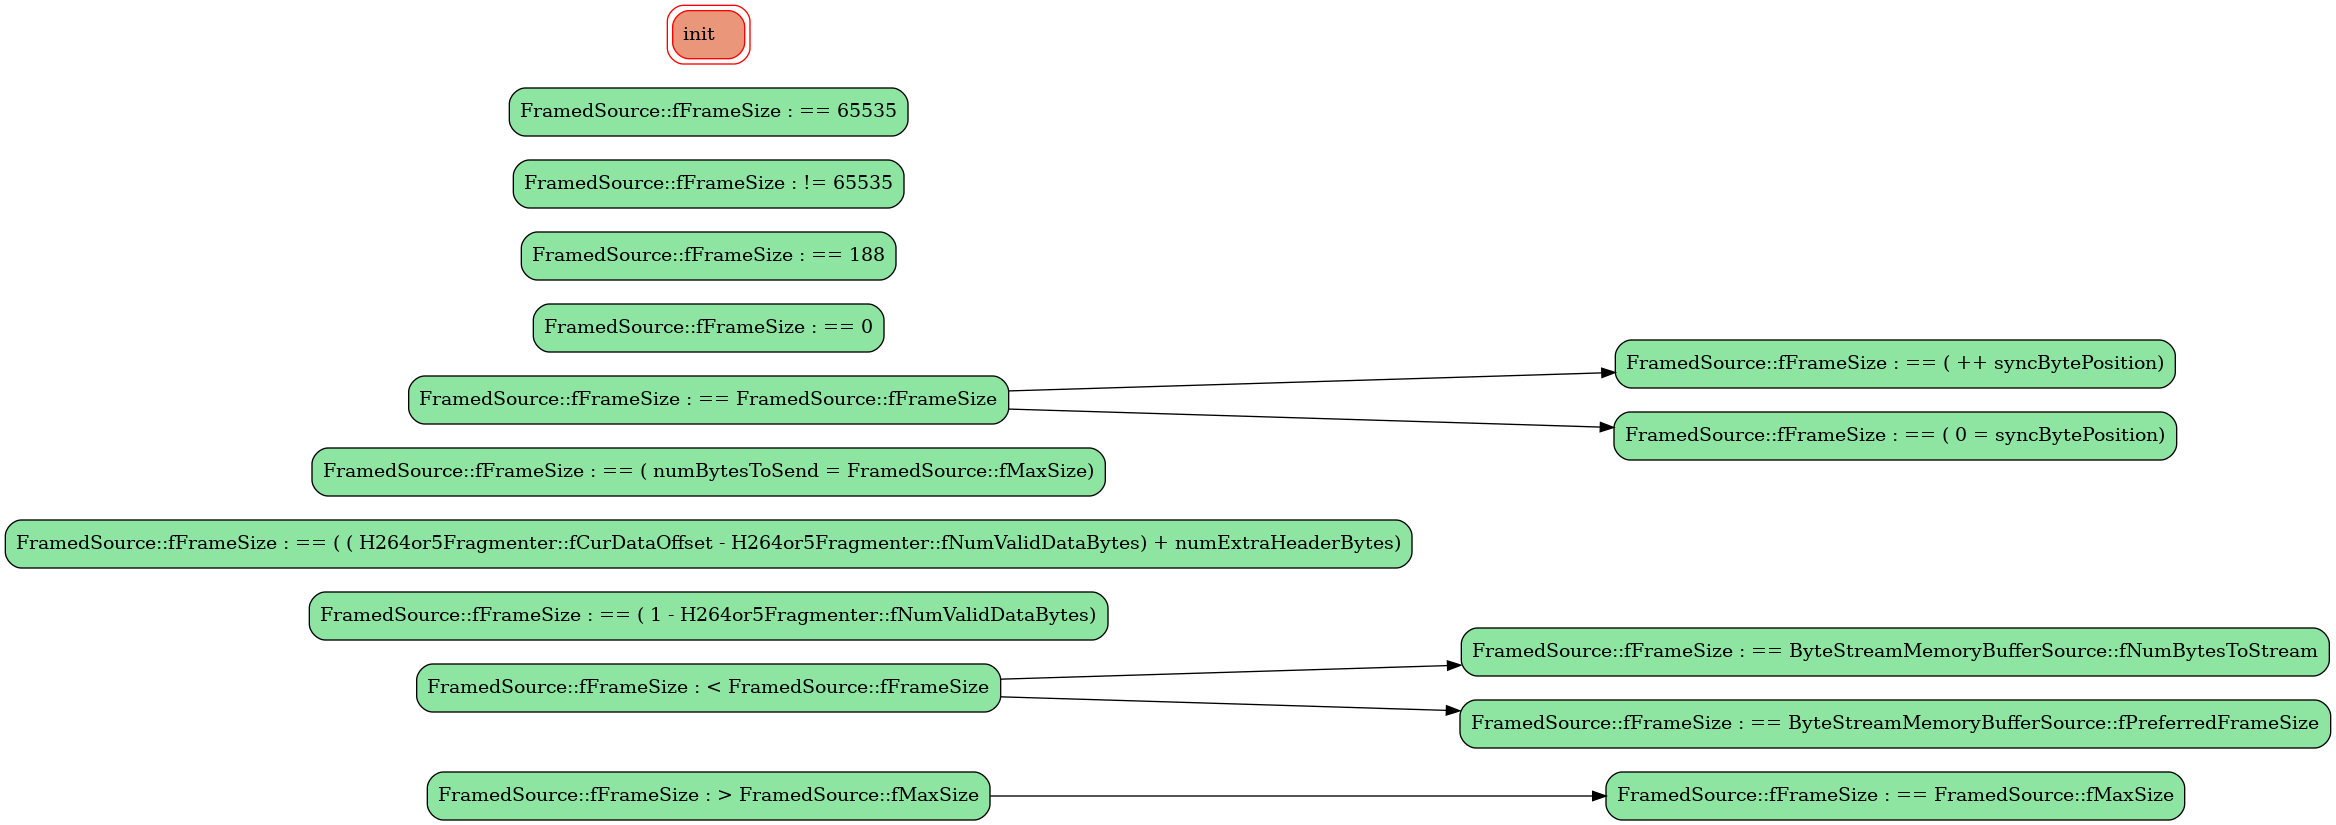 init
FramedSource::fFrameSize : == 65535
FramedSource::fFrameSize : != 65535
FramedSource::fFrameSize : == 188
FramedSource::fFrameSize : == 0
FramedSource::fFrameSize : == ( ++ syncBytePosition)
FramedSource::fFrameSize : == FramedSource::fFrameSize
FramedSource::fFrameSize : == ( 0 = syncBytePosition)
FramedSource::fFrameSize : == ( numBytesToSend = FramedSource::fMaxSize)
FramedSource::fFrameSize : == ( ( H264or5Fragmenter::fCurDataOffset - H264or5Fragmenter::fNumValidDataBytes) + numExtraHeaderBytes)
FramedSource::fFrameSize : == ( 1 - H264or5Fragmenter::fNumValidDataBytes)
FramedSource::fFrameSize : == ByteStreamMemoryBufferSource::fNumBytesToStream
FramedSource::fFrameSize : < FramedSource::fFrameSize
FramedSource::fFrameSize : == ByteStreamMemoryBufferSource::fPreferredFrameSize
FramedSource::fFrameSize : > FramedSource::fMaxSize
FramedSource::fFrameSize : == FramedSource::fMaxSize